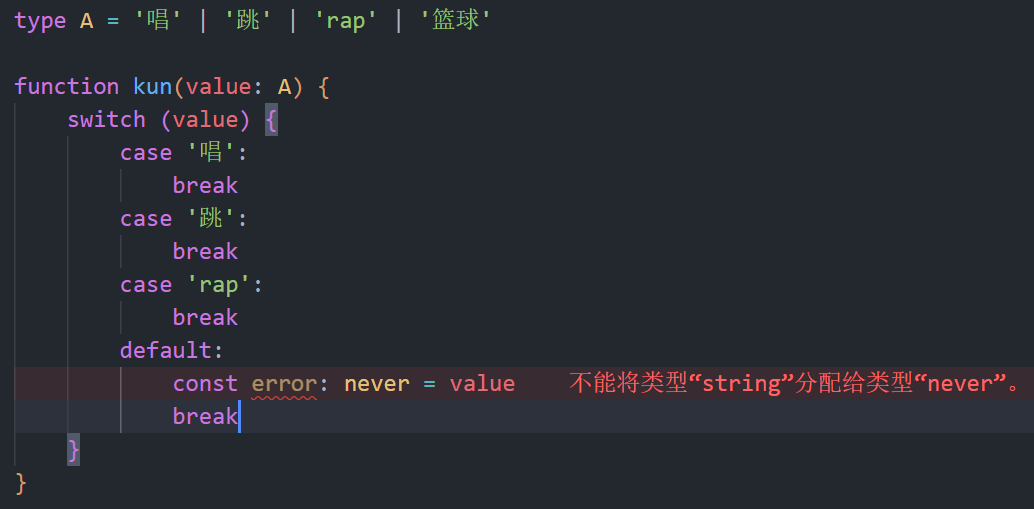 type A = '唱' | '跳' | 'rap' | '篮球'
function kun(value: A) {
switch (value) {
case '唱':
break
case '跳':
break
case 'rap':
break
default:
const error: never = value 不能将类型“string”分配给类型“never”。
break
}
}